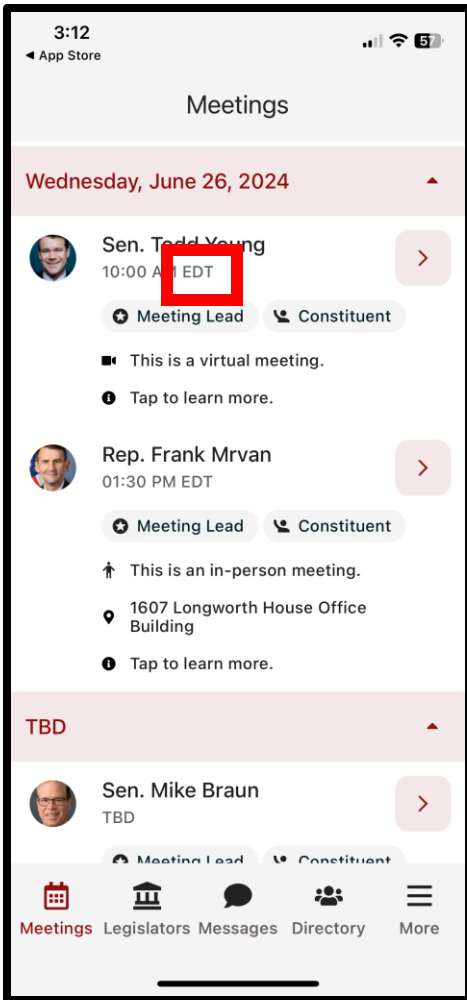 3:12
57
◀ App Store
Meetings
Wednesday, June 26, 2024
Sen. Todd Young
10:00 AM EDT
Meeting Lead Constituent
This is a virtual meeting.
Tap to learn more.
Rep. Frank Mrvan
01:30 PM EDT
Meeting Lead Constituent
This is an in-person meeting.
1607 Longworth House Office
Building
Tap to learn more.
TBD
Sen. Mike Braun
TBD
Meeting Lead Constituent
Meetings Legislators Messages Directory More